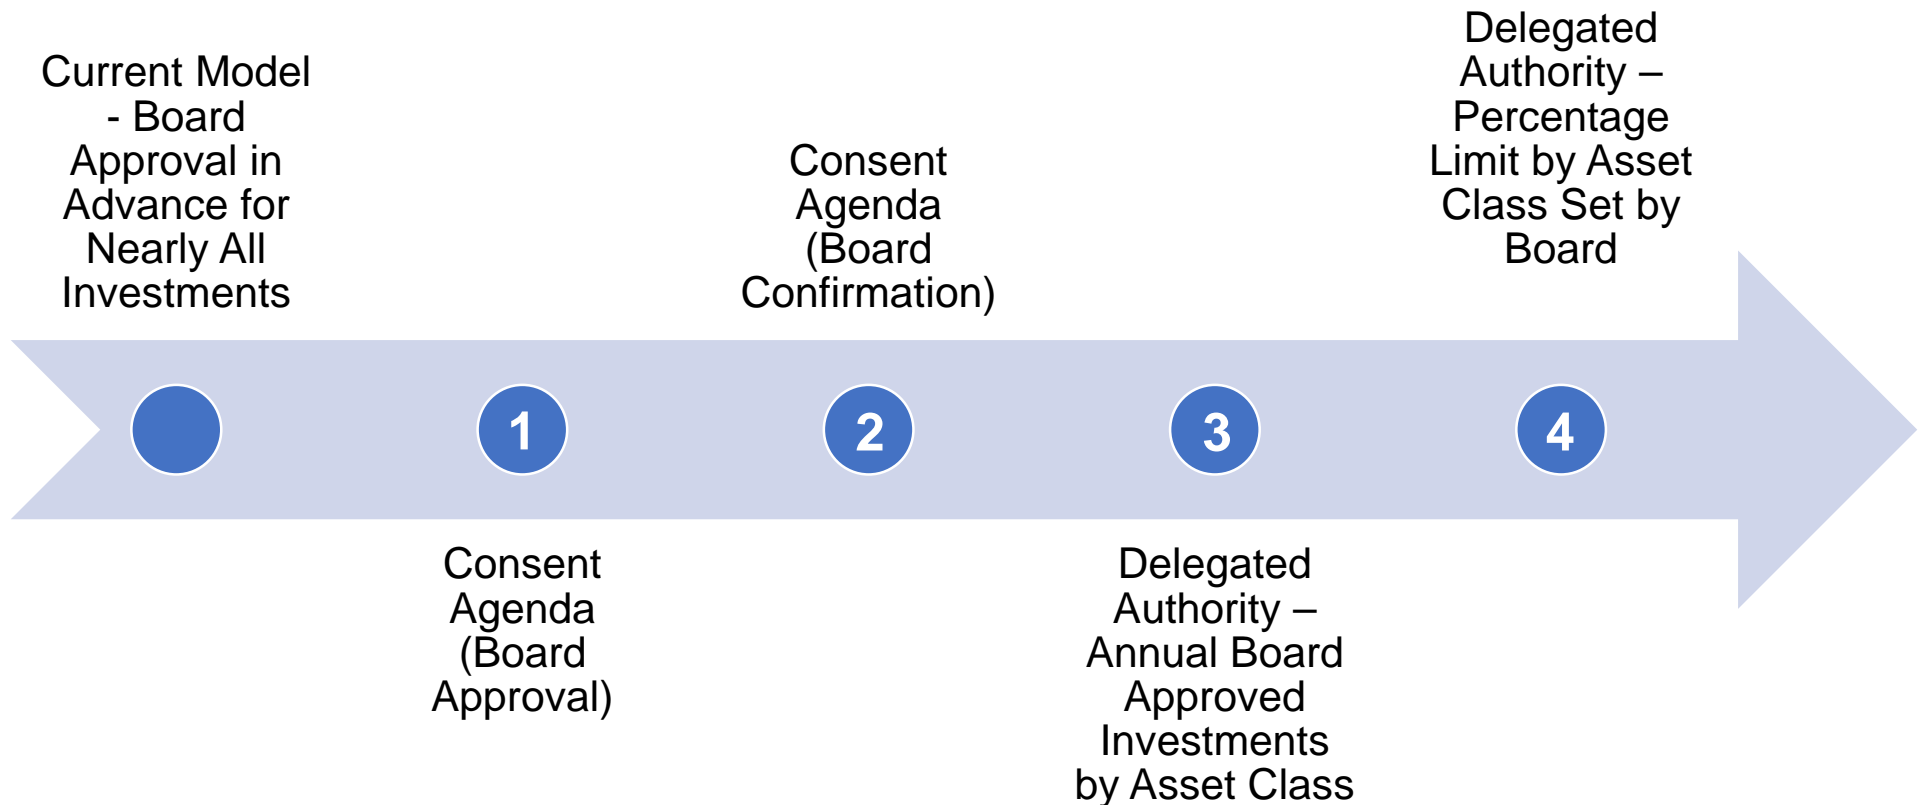 Current Model
- Board
Approval in
Advance for
Nearly All
Investments
1
Consent
Agenda
(Board
Approval)
Consent
Agenda
(Board
Confirmation)
2
3
Delegated
Authority –
Annual Board
Approved
Investments
by Asset Class
Delegated
Authority –
Percentage
Limit by Asset
Class Set by
Board
4